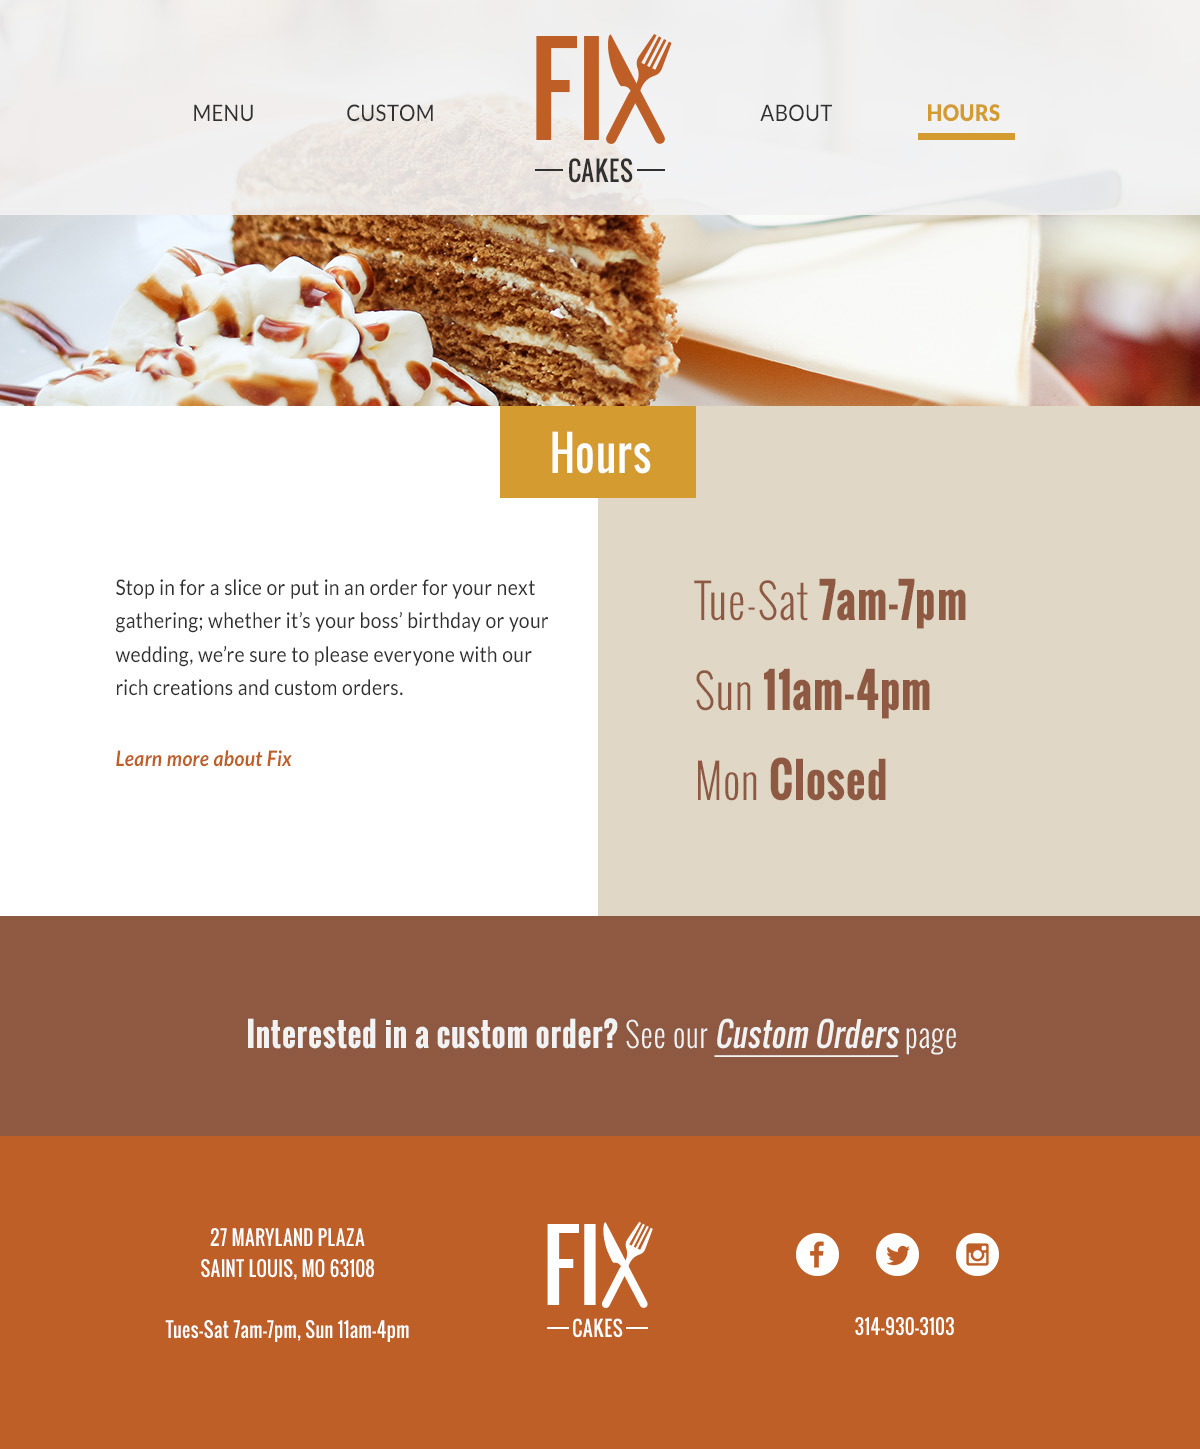 MENU CUSTOM FIX CAKES ABOUT HOURS
Hours
Stop in for a slice or put in an order for your next
gathering; whether it’s your boss’ birthday or your
wedding, we’re sure to please everyone with our
rich creations and custom orders.
Learn more about Fix
Tue-Sat 7am-7pm
Sun 11am-4pm
Mon Closed
Interested in a custom order? See our Custom Orders page
27 MARYLAND PLAZA
SAINT LOUIS, MO 63108
Tues-Sat 7am-7pm, Sun 11am-4pm
FIX
CAKES
314-930-3103